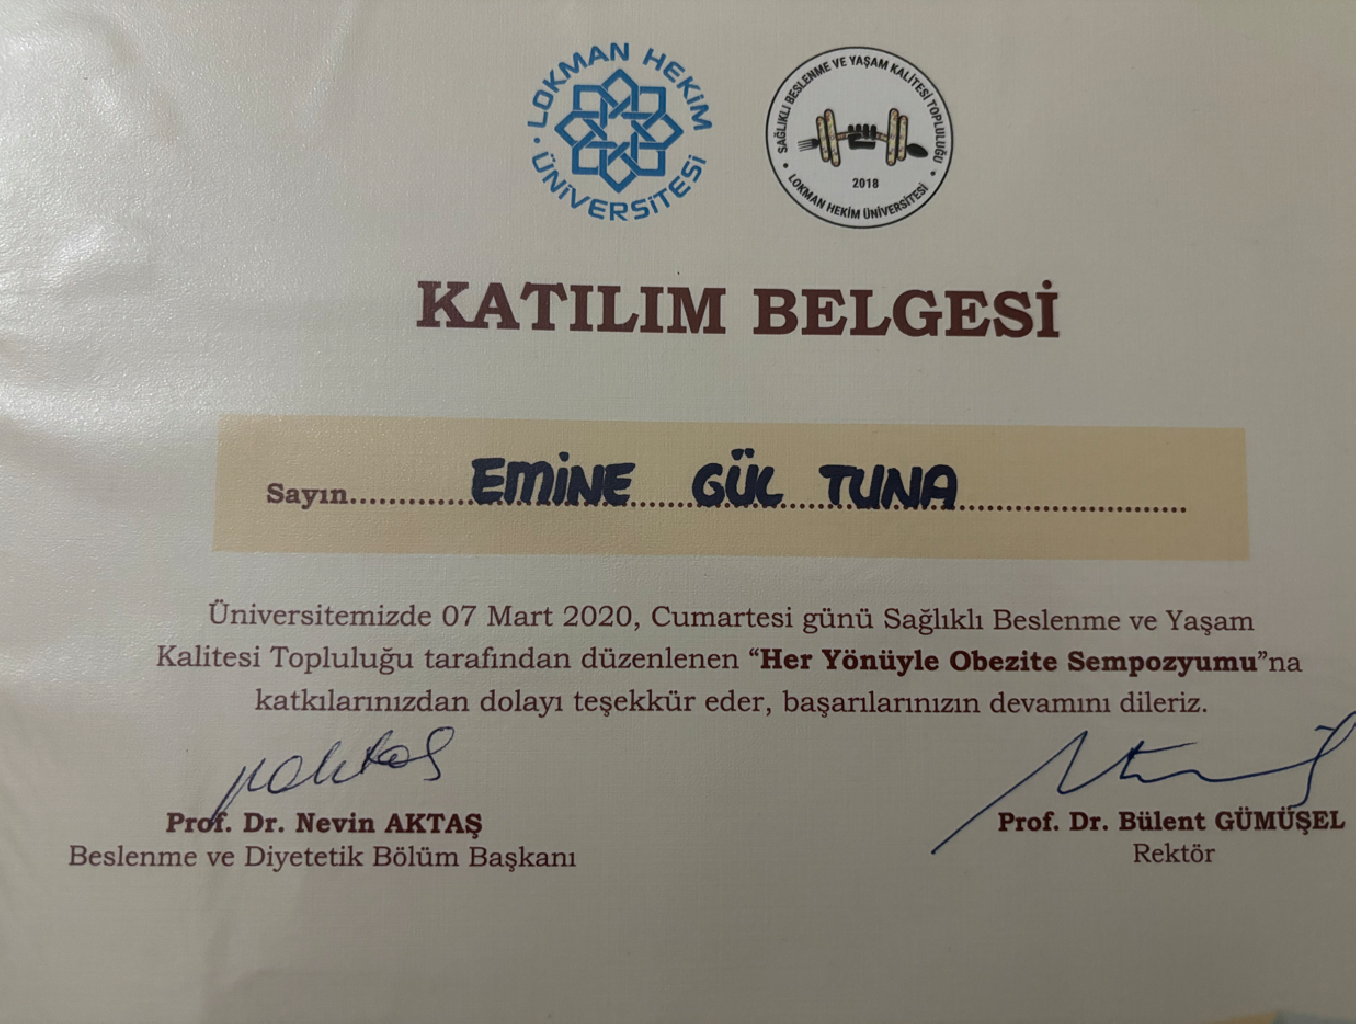 LOKMAN HEKİM ÜNİVERSİTESİ
SAĞLIKLI BESLENME VE YAŞAM KALİTESİ TOPLULUĞU
2018
LOKMAN HEKİM ÜNİVERSİTESİ
KATILIM BELGESİ
Sayın............EMİNE GÜL TUNA............
Üniversitemizde 07 Mart 2020, Cumartesi günü Sağlıklı Beslenme ve Yaşam
Kalitesi Topluluğu tarafından düzenlenen “Her Yönüyle Obezite Sempozyumu”na
katkılarınızdan dolayı teşekkür eder, başarılarınızın devamını dileriz.
Prof. Dr. Nevin AKTAŞ
Beslenme ve Diyetetik Bölüm Başkanı
Prof. Dr. Bülent GÜMÜŞEL
Rektör